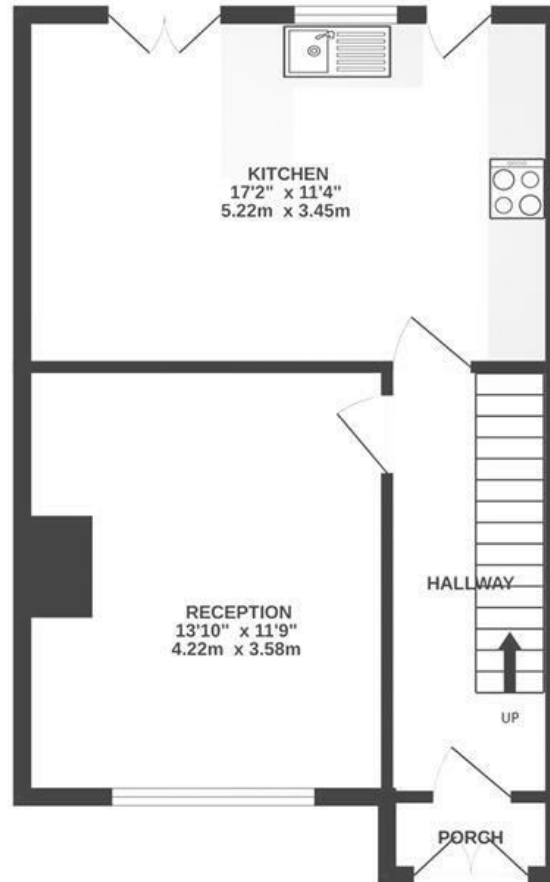 KITCHEN
17'2" x 11'4"
5.22m x 3.45m
HALLWAY
RECEPTION
13'10" x 11'9"
4.22m x 3.58m
UP
PORCH